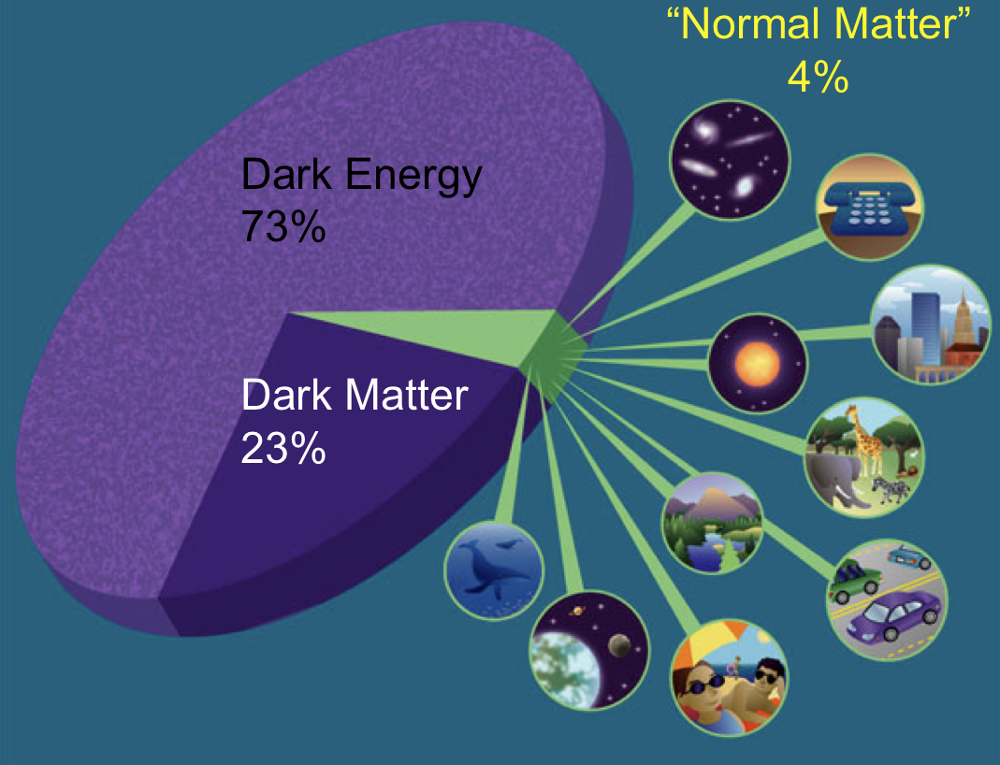 “Normal Matter”
4%
Dark Energy
73%
Dark Matter
23%